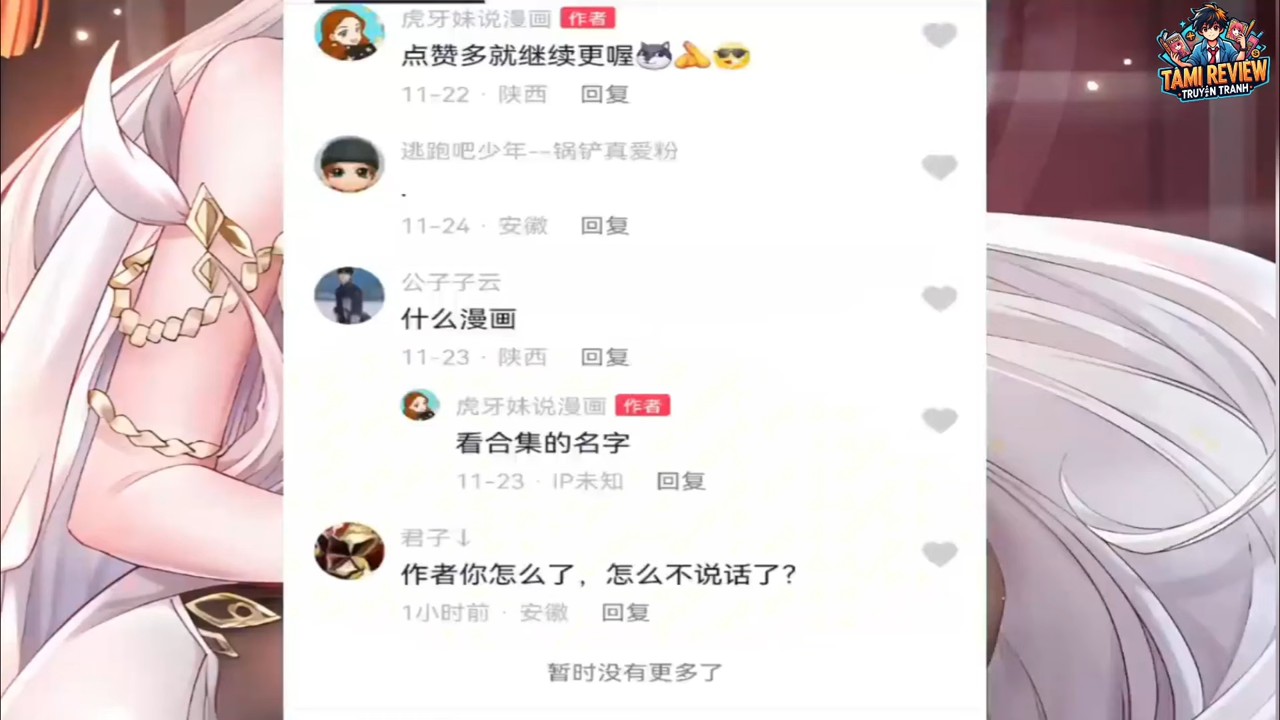 虎牙妹说漫画 作者
点赞多就继续更喔
11-22 · 陕西 回复
逃跑吧少年--锅铲真爱粉
.
11-24 · 安徽 回复
公子子云
什么漫画
11-23 · 陕西 回复
虎牙妹说漫画 作者
看合集的名字
11-23 · IP未知 回复
君子↓
作者你怎么了，怎么不说话了？
1小时前 · 安徽 回复
暂时没有更多了
TAMI REVIEW
TRUYỆN TRANH